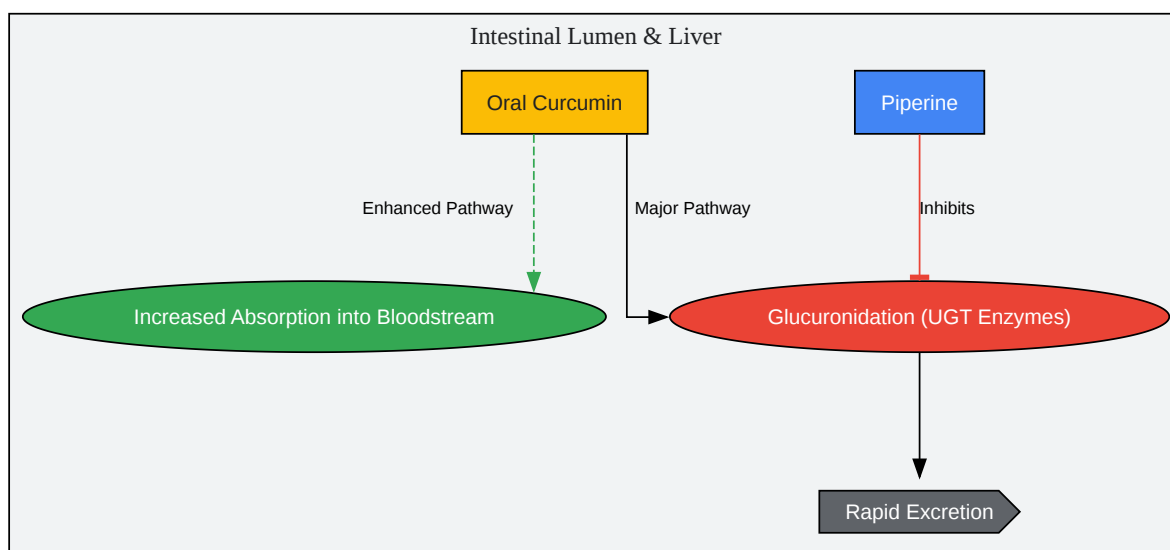 Intestinal Lumen & Liver
Oral Curcumin
Piperine
Enhanced Pathway
Major Pathway
Inhibits
Increased Absorption into Bloodstream
Glucuronidation (UGT Enzymes)
Rapid Excretion